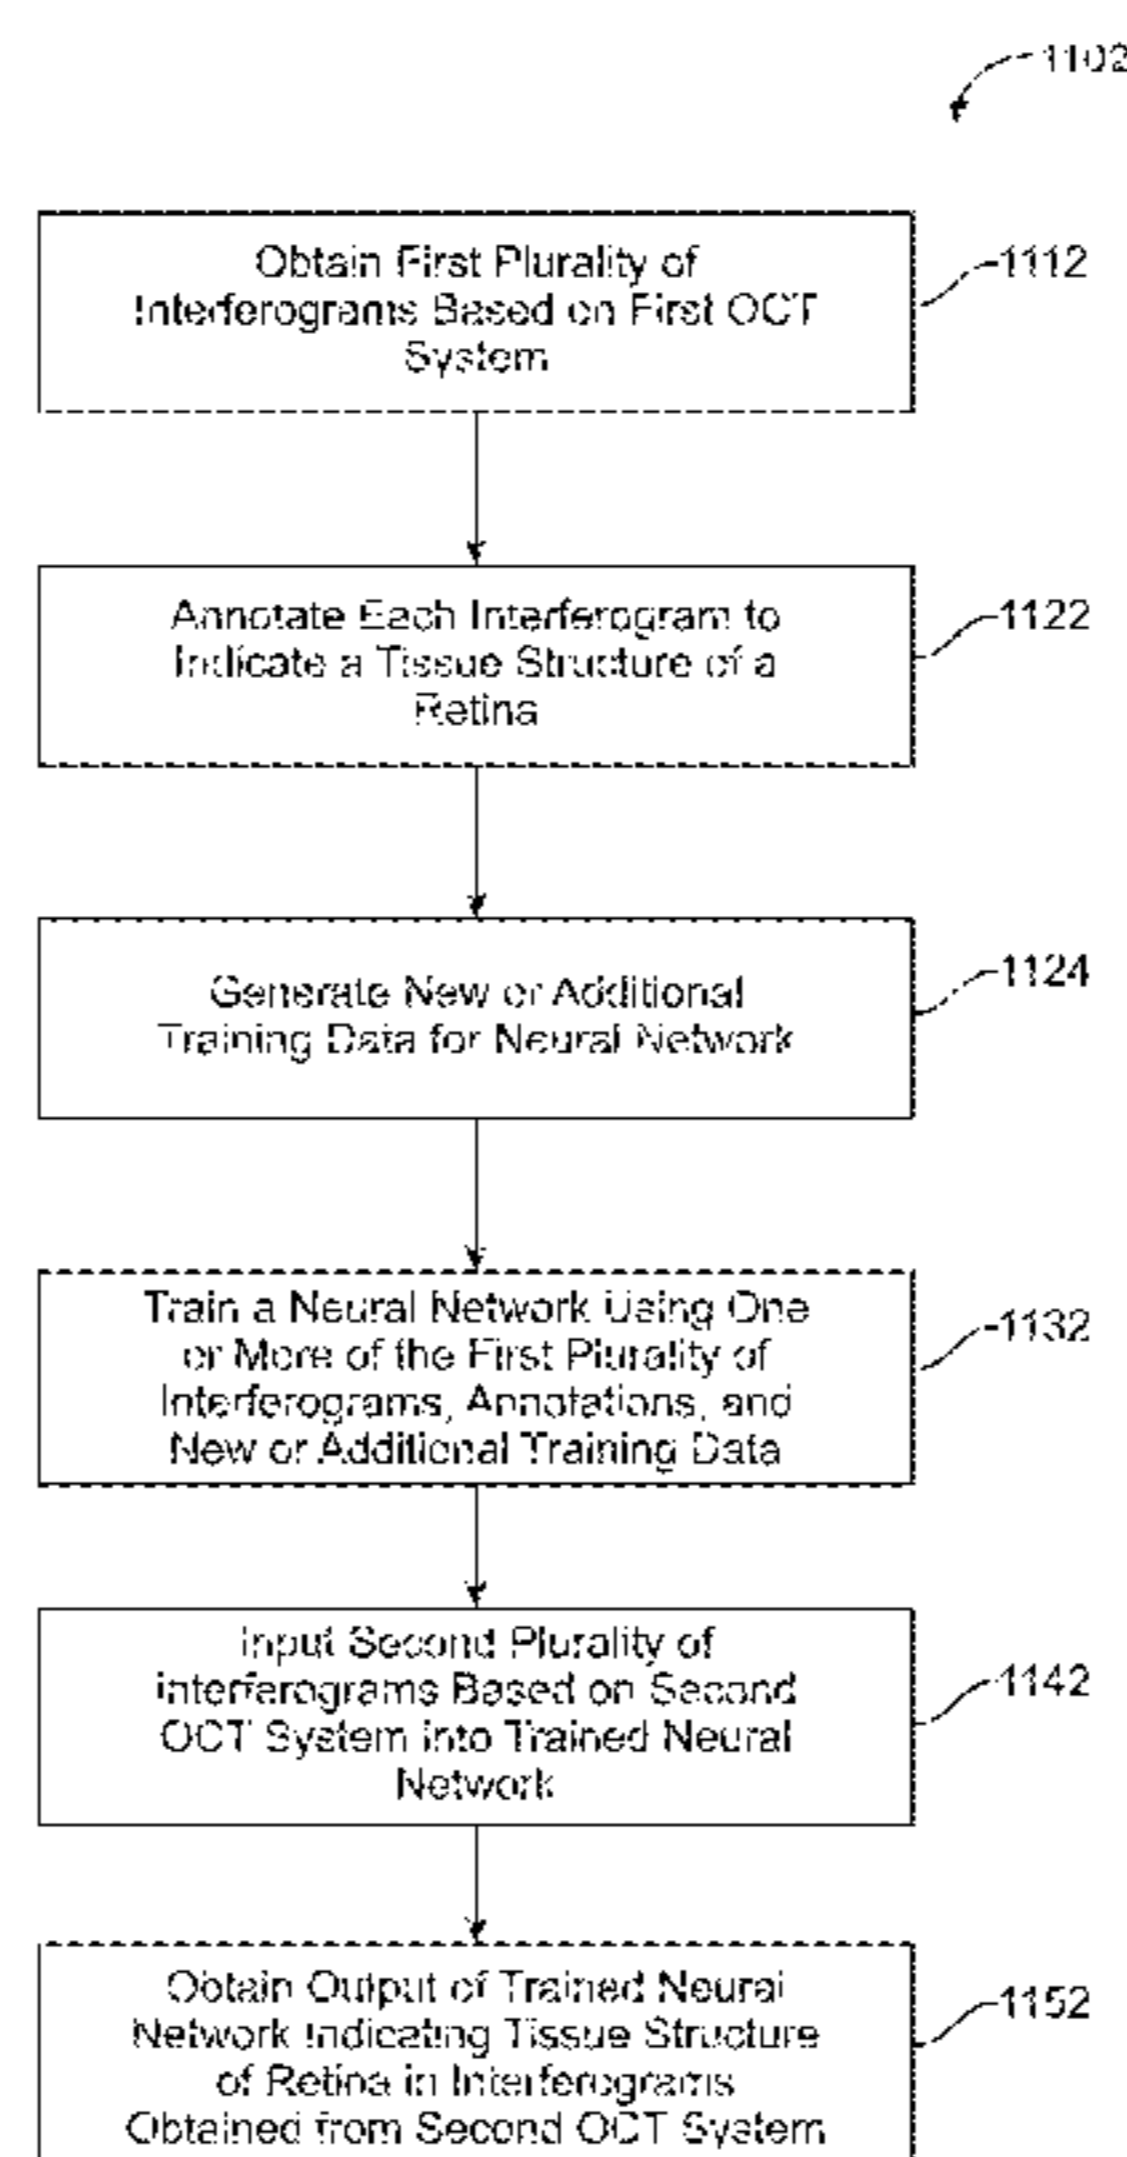 1102
Obtain First Plurality of
Interferograms Based on First OCT
System
1112
Annotate Each Interferogram to
Indicate a Tissue Structure of a
Retina
1122
Generate New or Additional
Training Data for Neural Network
1124
Train a Neural Network Using One
or More of the First Plurality of
Interferograms, Annotations, and
New or Additional Training Data
1132
Input Second Plurality of
Interferograms Based on Second
OCT System into Trained Neural
Network
1142
Obtain Output of Trained Neural
Network Indicating Tissue Structure
of Retina in Interferograms
Obtained from Second OCT System
1152